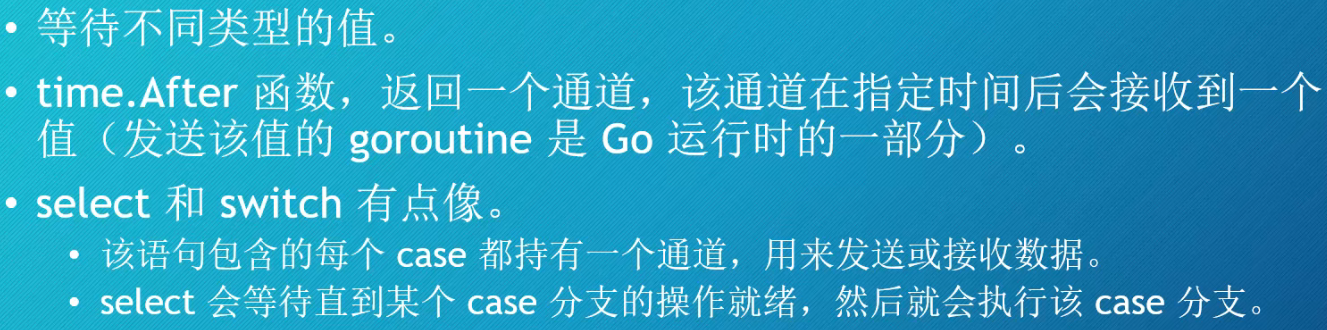 • 等待不同类型的值。
• time.After 函数，返回一个通道，该通道在指定时间后会接收到一个
值（发送该值的 goroutine 是 Go 运行时的一部分）。
• select 和 switch 有点像。
• 该语句包含的每个 case 都持有一个通道，用来发送或接收数据。
• select 会等待直到某个 case 分支的操作就绪，然后就会执行该 case 分支。